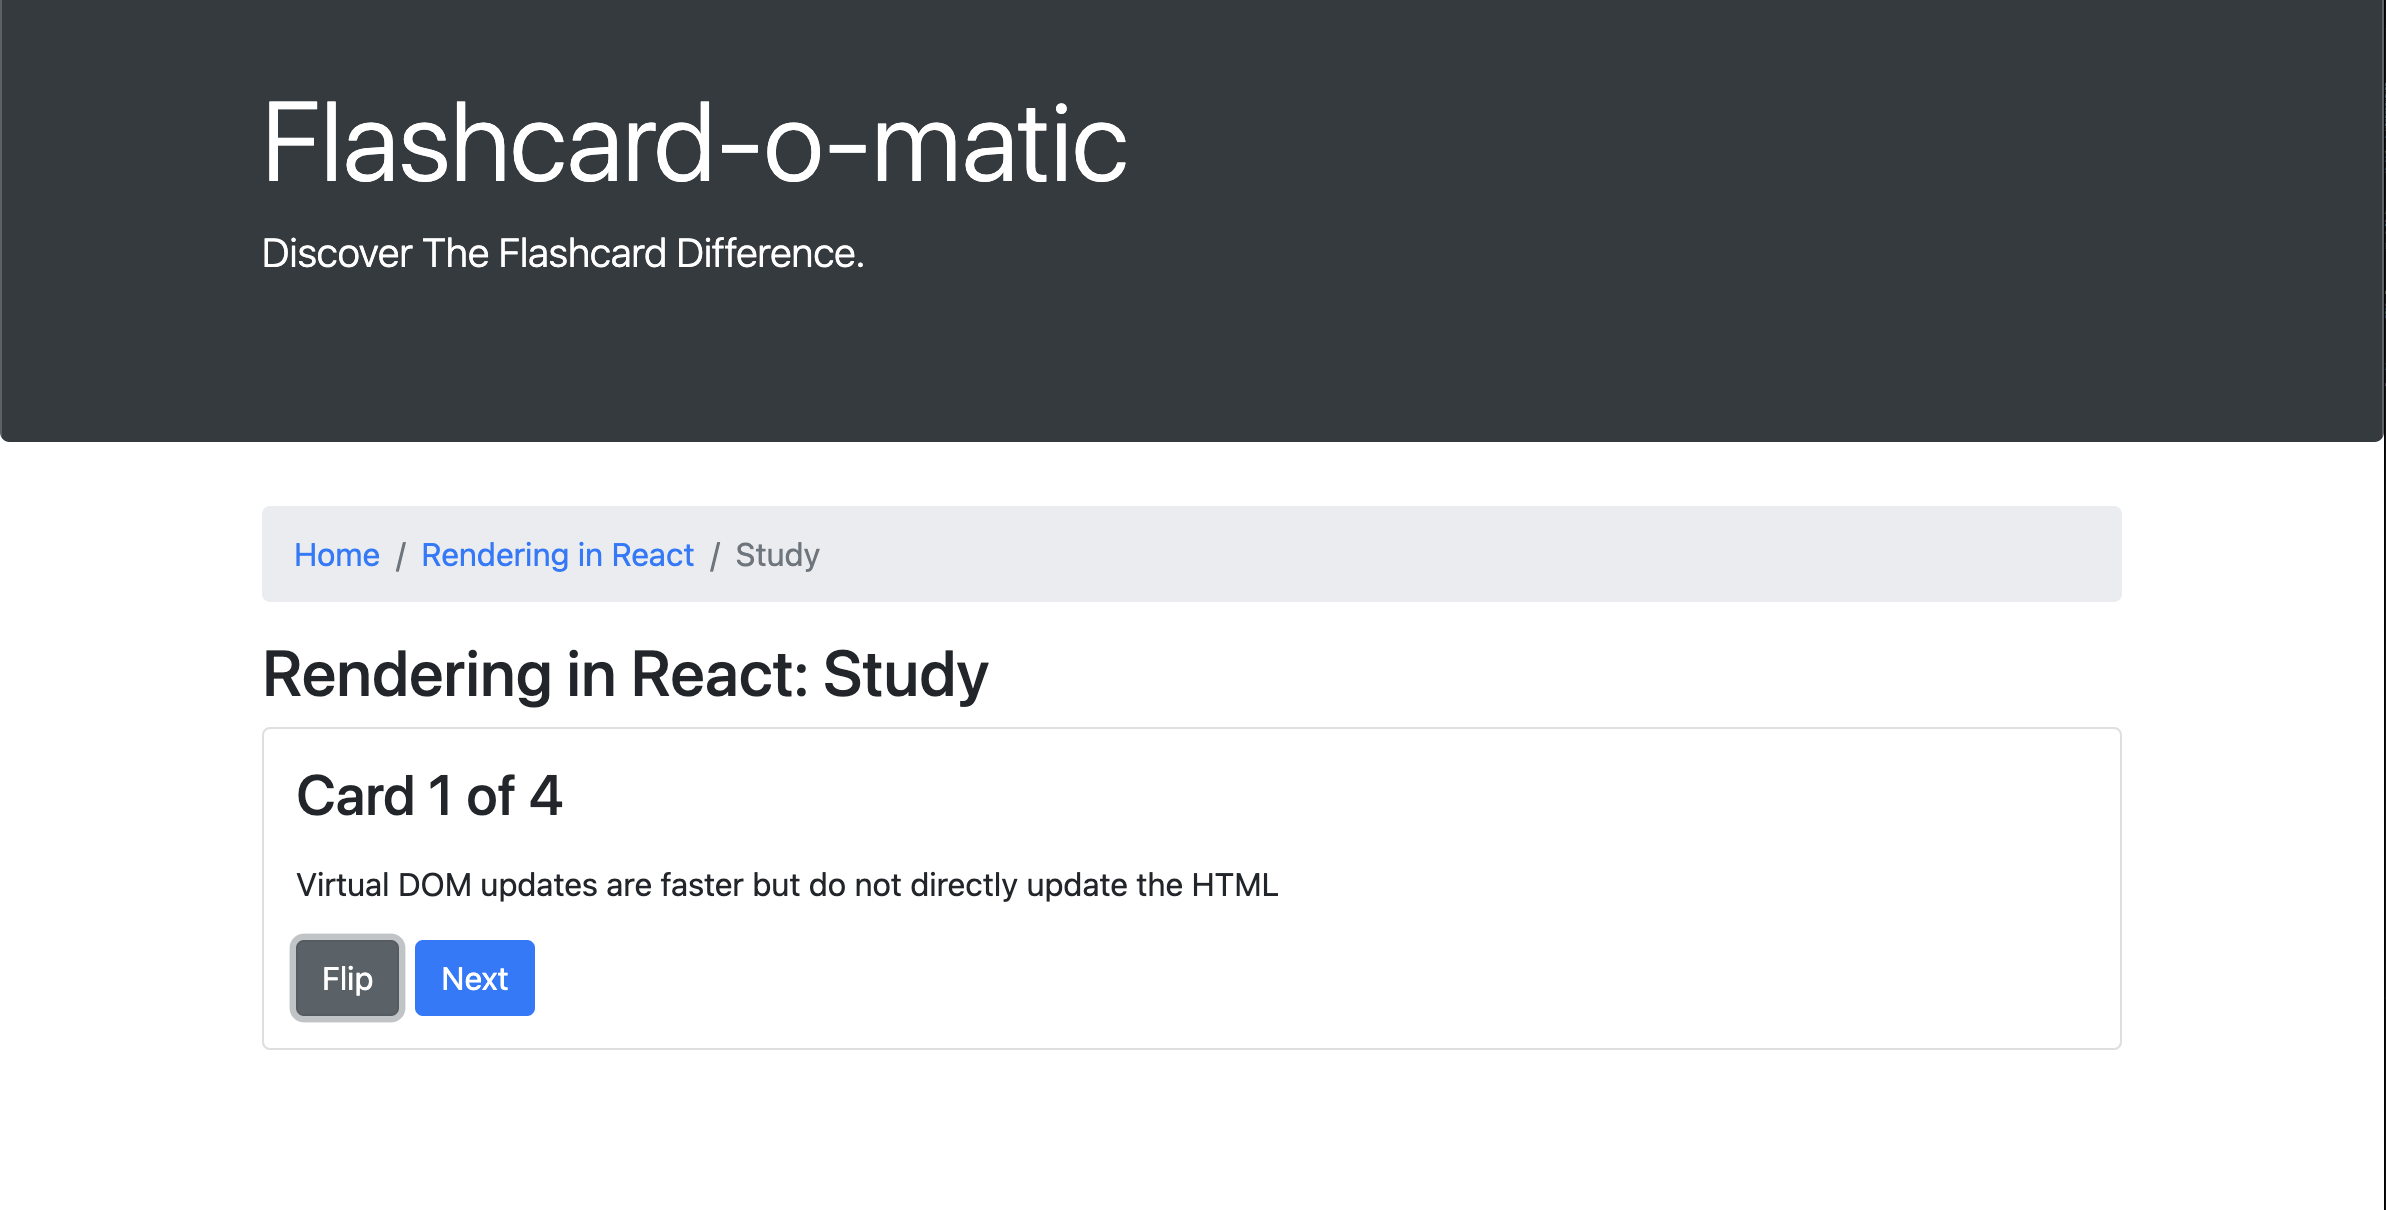 Flashcard-o-matic
Discover The Flashcard Difference.
Home / Rendering in React / Study
Rendering in React: Study
Card 1 of 4
Virtual DOM updates are faster but do not directly update the HTML
Flip Next